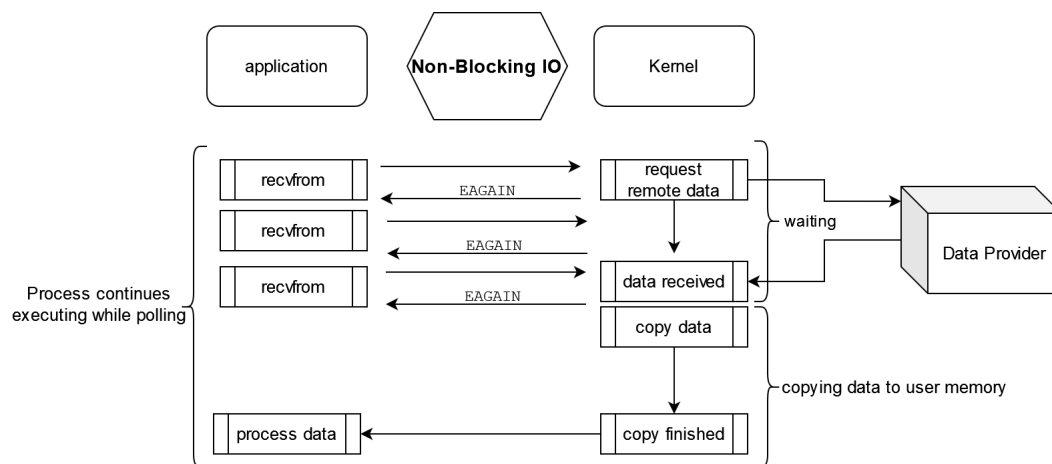 application
Non-Blocking IO
Kernel
recvfrom
request
remote data
EAGAIN
recvfrom
waiting
EAGAIN
Data Provider
recvfrom
data received
Process continues
executing while polling
EAGAIN
copy data
copying data to user memory
process data
copy finished